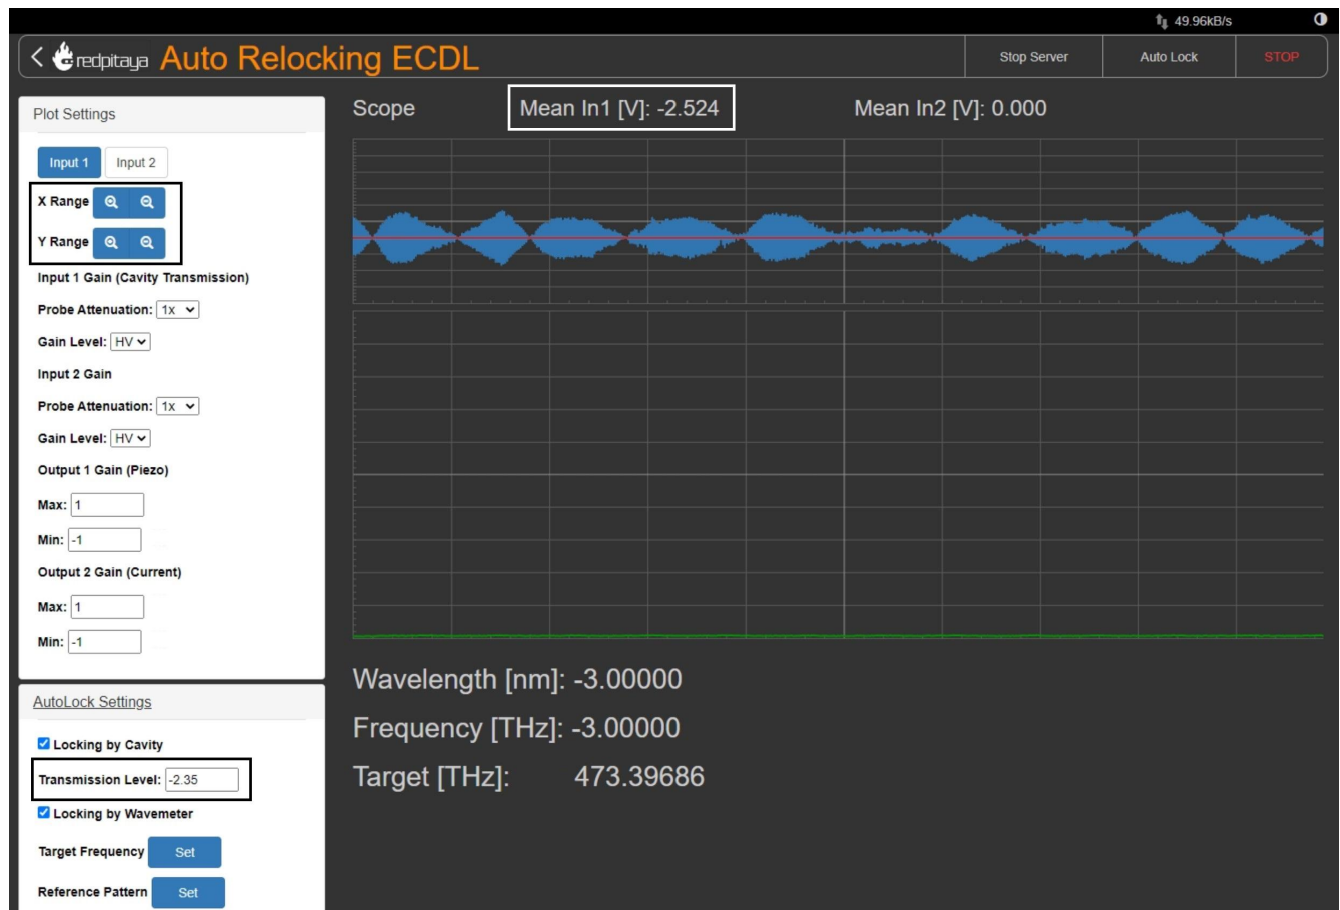 49.96kB/s
redpitaya Auto Relocking ECDL Stop Server Auto Lock STOP
Plot Settings
Input 1 Input 2
X Range
Y Range
Input 1 Gain (Cavity Transmission)
Probe Attenuation: 1x
Gain Level: HV
Input 2 Gain
Probe Attenuation: 1x
Gain Level: HV
Output 1 Gain (Piezo)
Max: 1
Min: -1
Output 2 Gain (Current)
Max: 1
Min: -1
AutoLock Settings
Locking by Cavity
Transmission Level: -2.35
Locking by Wavemeter
Target Frequency Set
Reference Pattern Set
Scope Mean In1 [V]: -2.524 Mean In2 [V]: 0.000
Wavelength [nm]: -3.00000
Frequency [THz]: -3.00000
Target [THz]: 473.39686